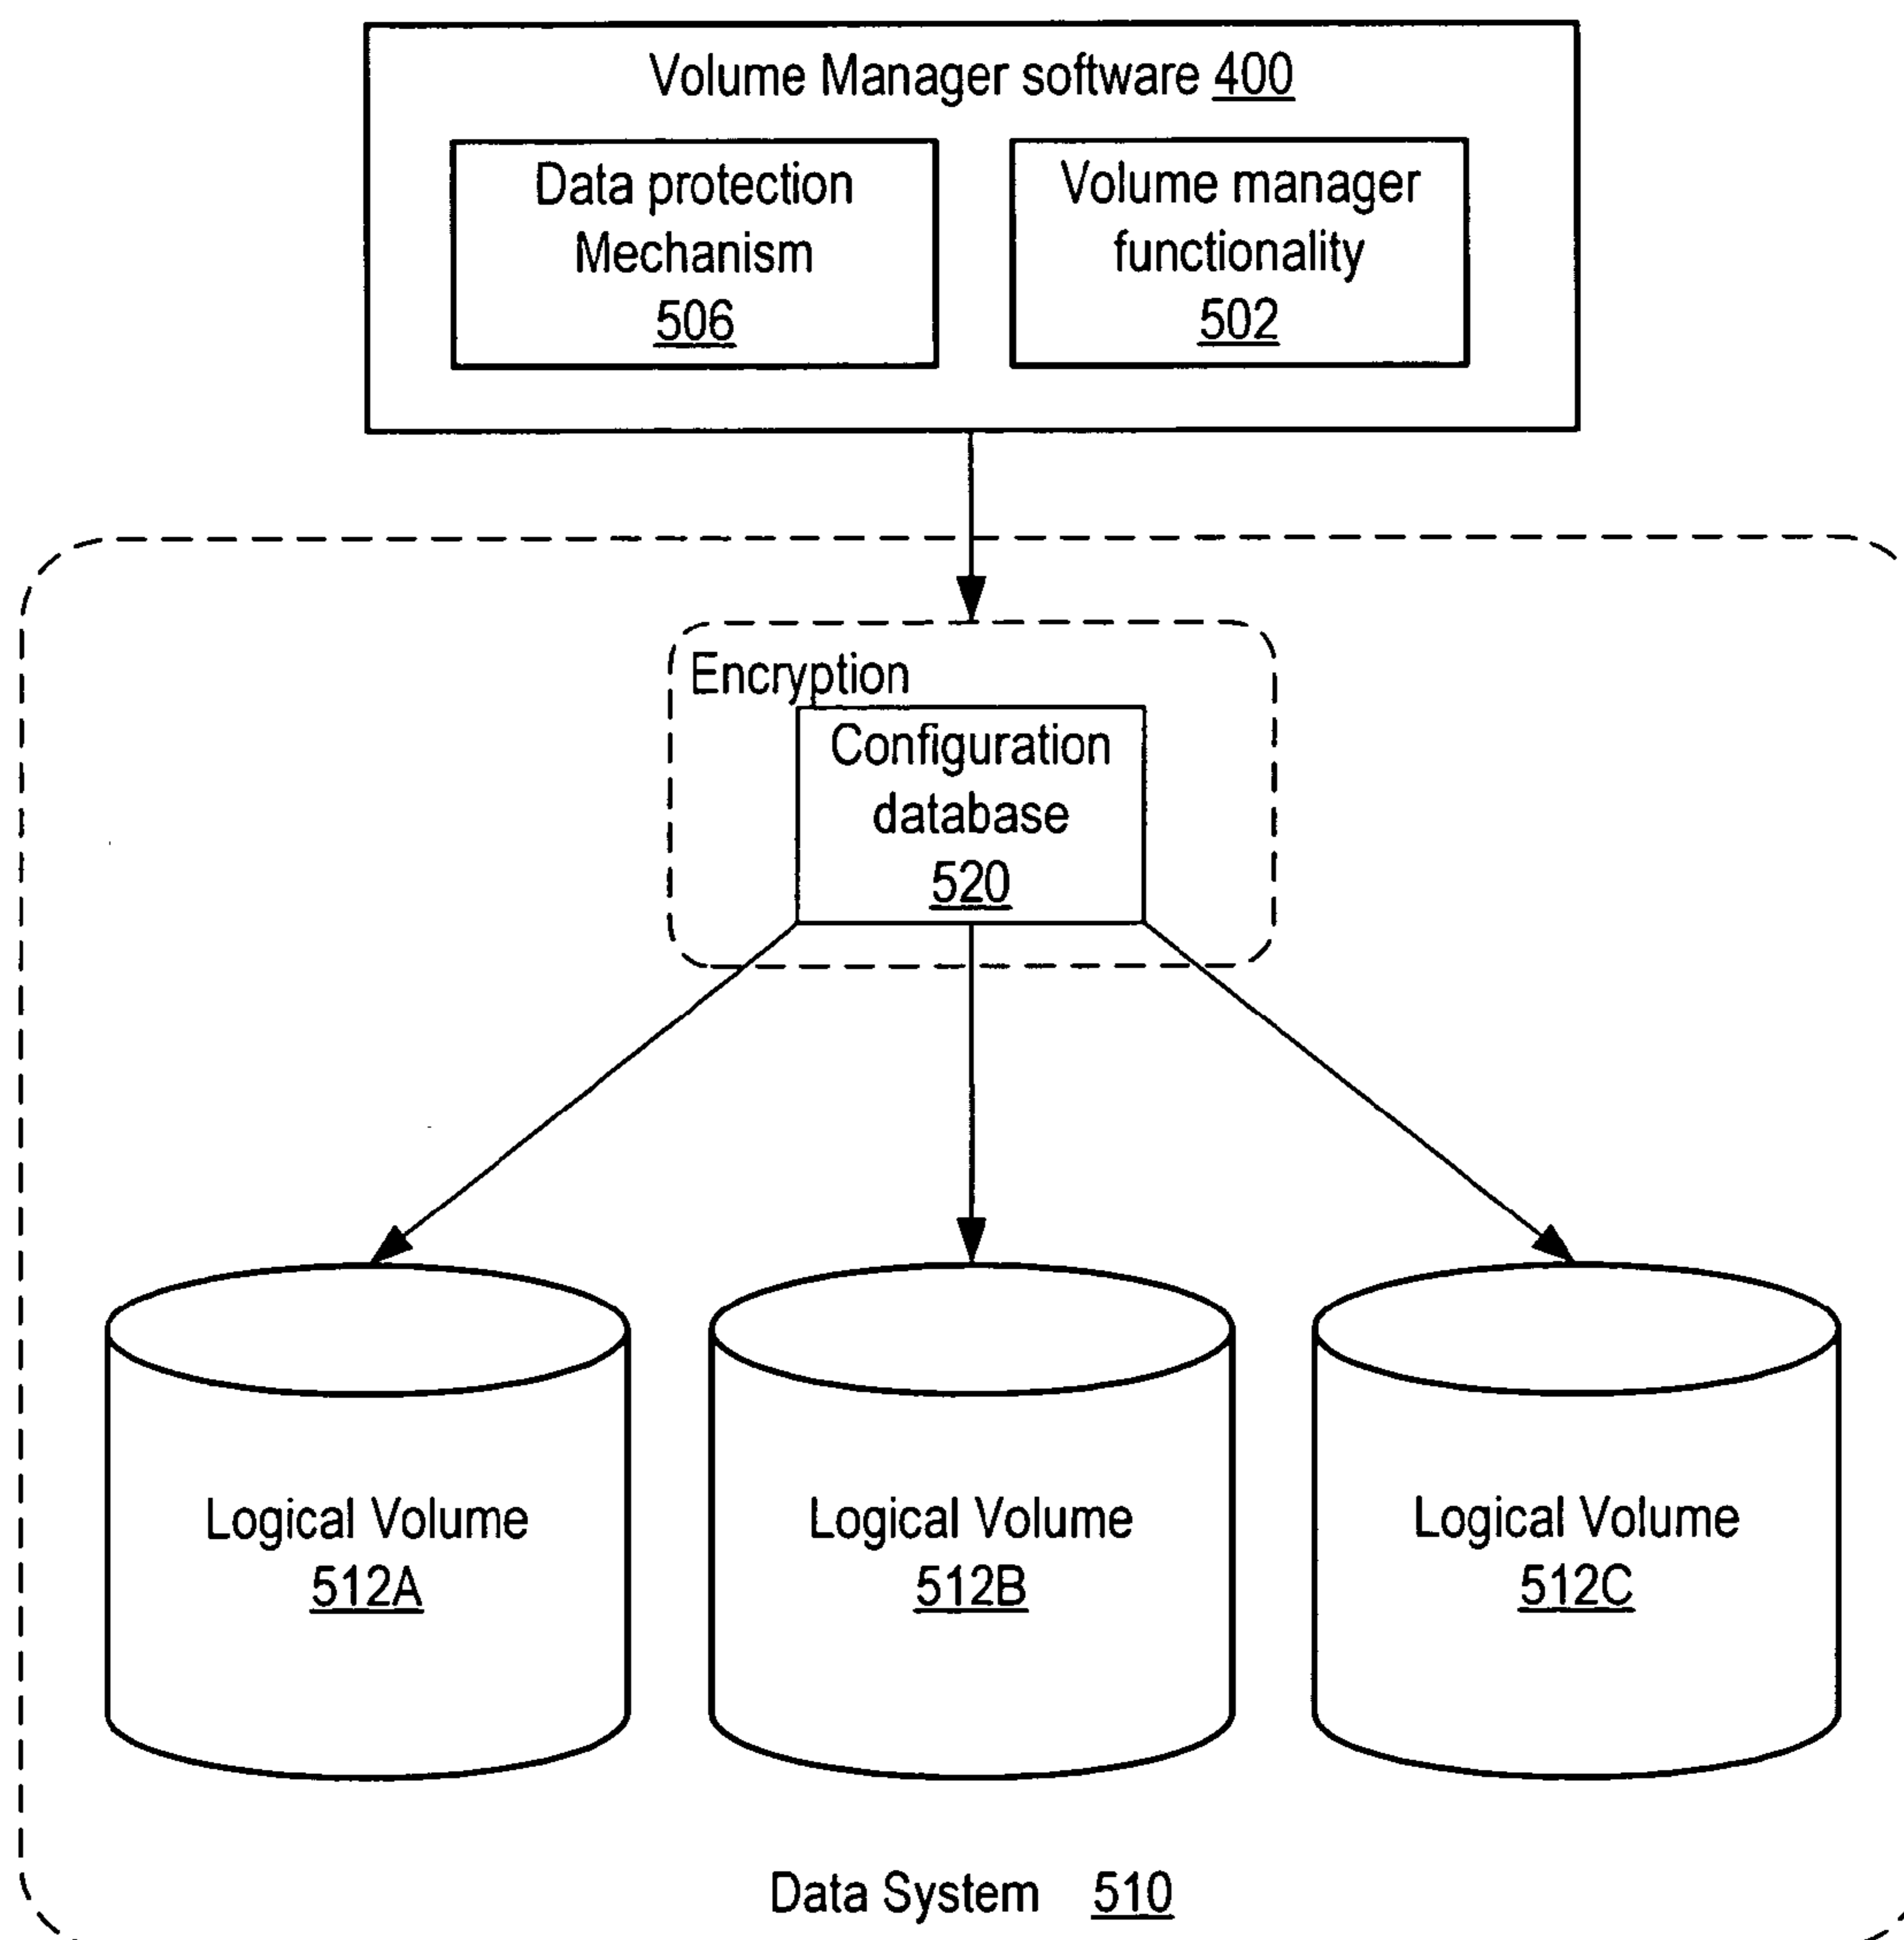 Volume Manager software 400
Data protection
Mechanism
506
Volume manager
functionality
502
Encryption
Configuration
database
520
Logical Volume
512A
Logical Volume
512B
Logical Volume
512C
Data System 510